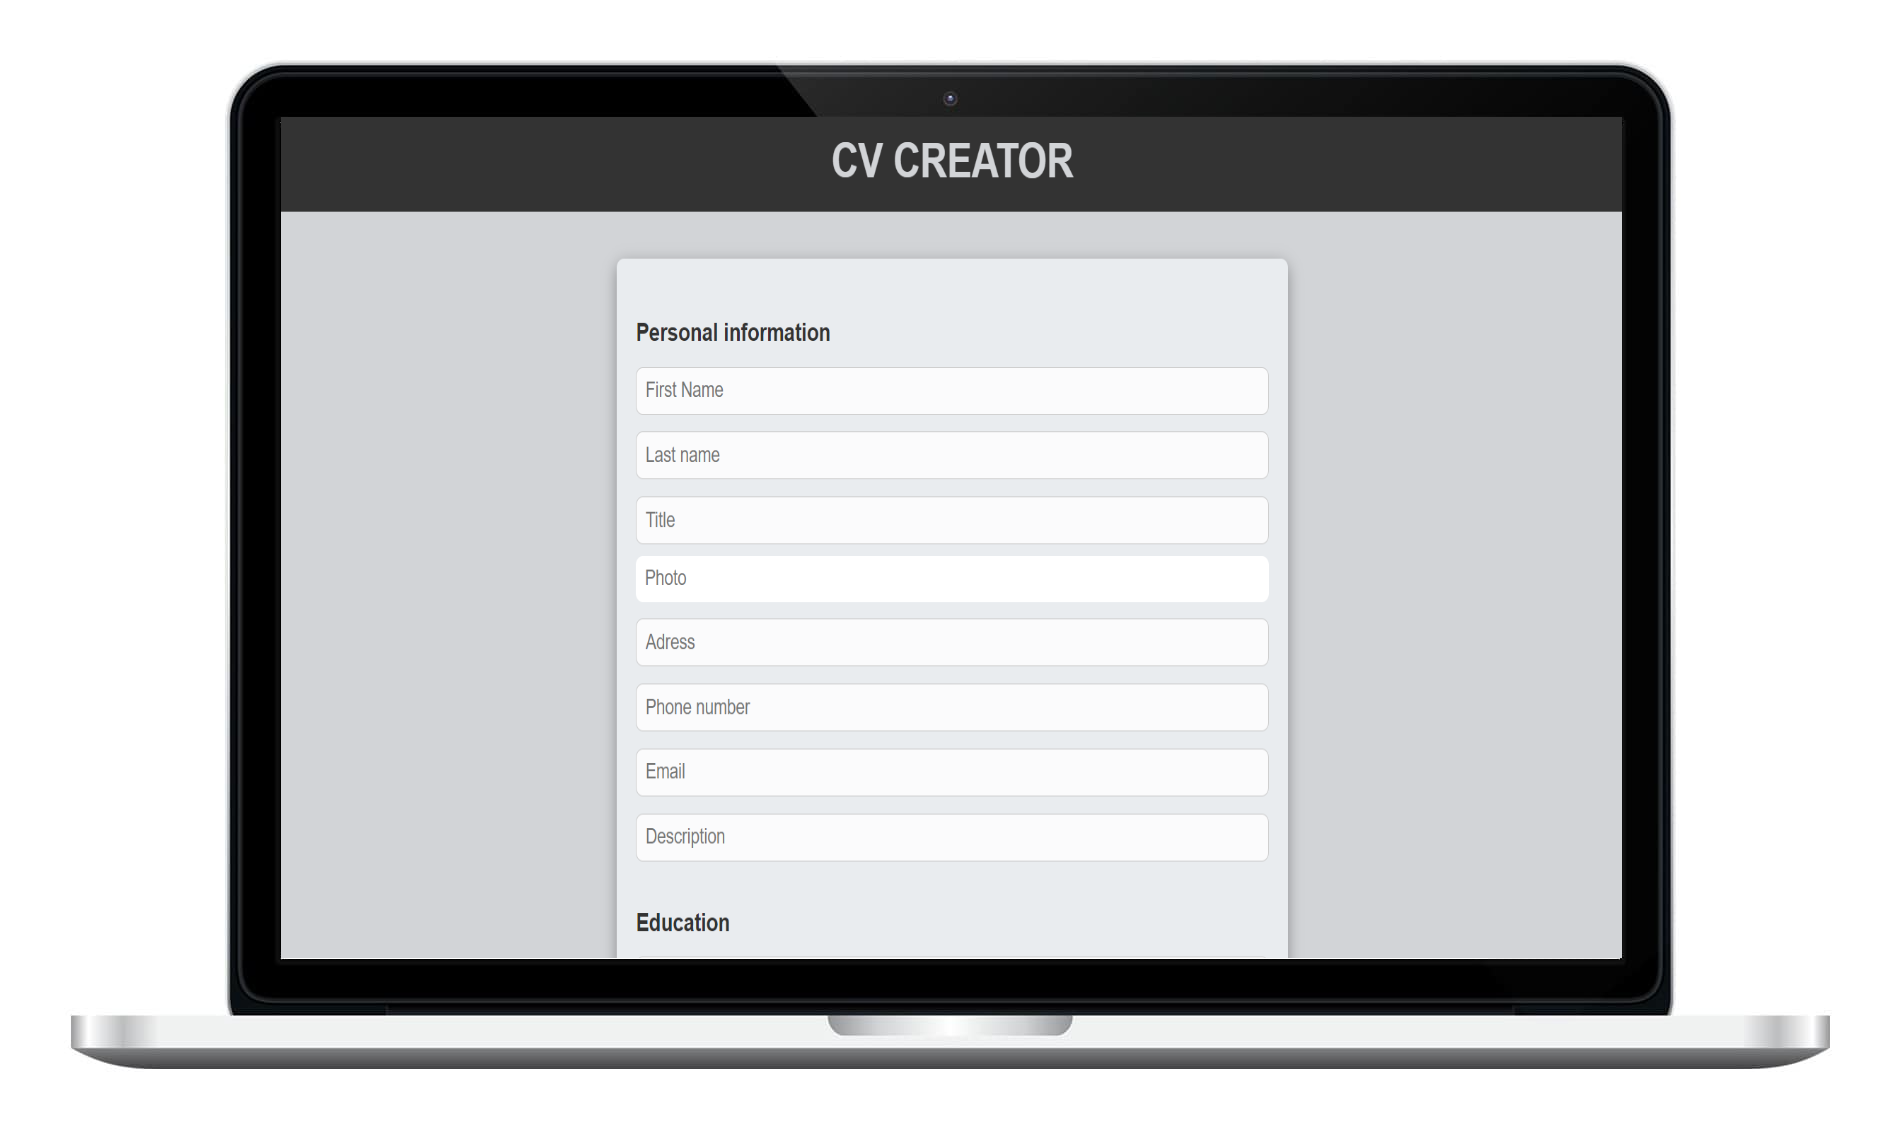 CV CREATOR
Personal information
First Name
Last name
Title
Photo
Adress
Phone number
Email
Description
Education